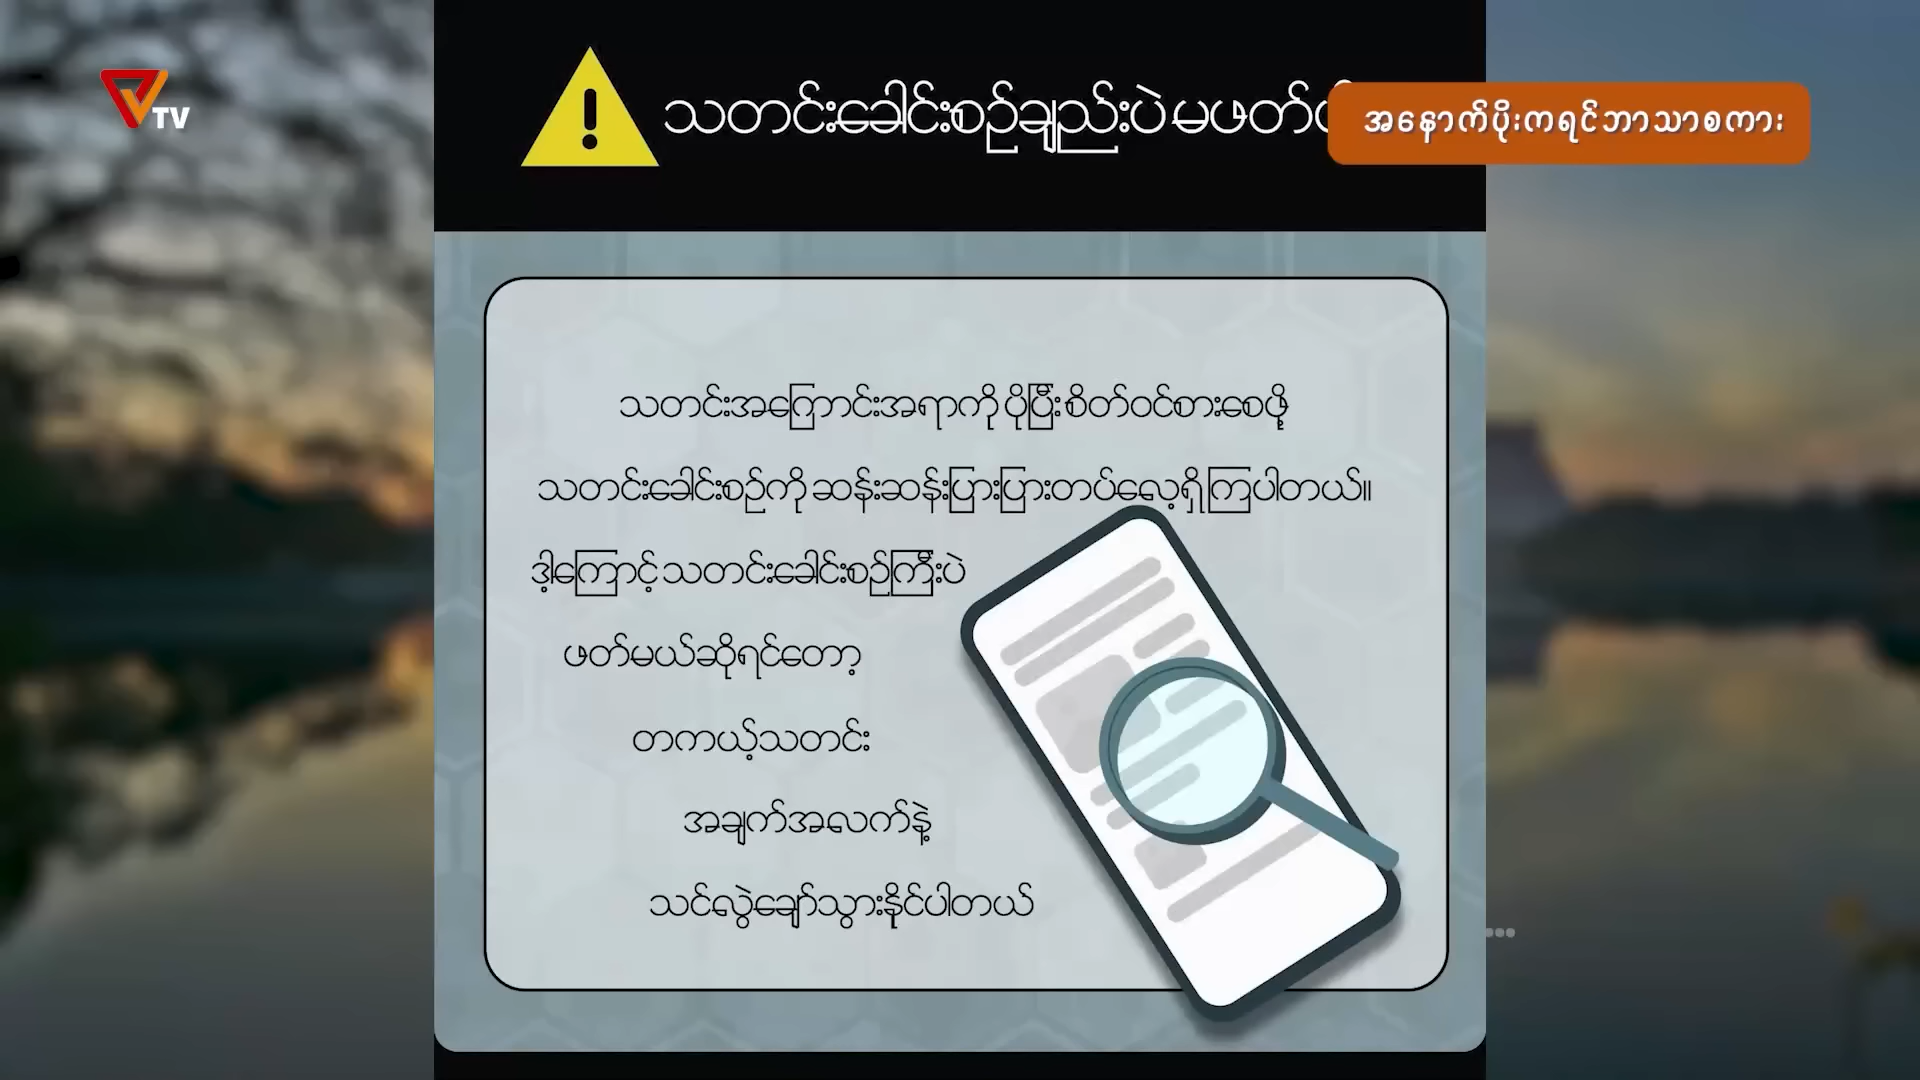 TV
သတင်းခေါင်းစဉ်ချည်းပဲ မဖတ်
အနောက်ပိုးကရင်ဘာသာစကား
သတင်းအကြောင်းအရာကို ပိုပြီး စိတ်ဝင်စားစေဖို့
သတင်းခေါင်းစဉ်ကို ဆန်းဆန်းပြားပြားတပ်လေ့ရှိကြပါတယ်။
ဒါ့ကြောင့် သတင်းခေါင်းစဉ်ကြီးပဲ
ဖတ်မယ်ဆိုရင်တော့
တကယ့်သတင်း
အချက်အလက်နဲ့
သင်လွဲချော်သွားနိုင်ပါတယ်